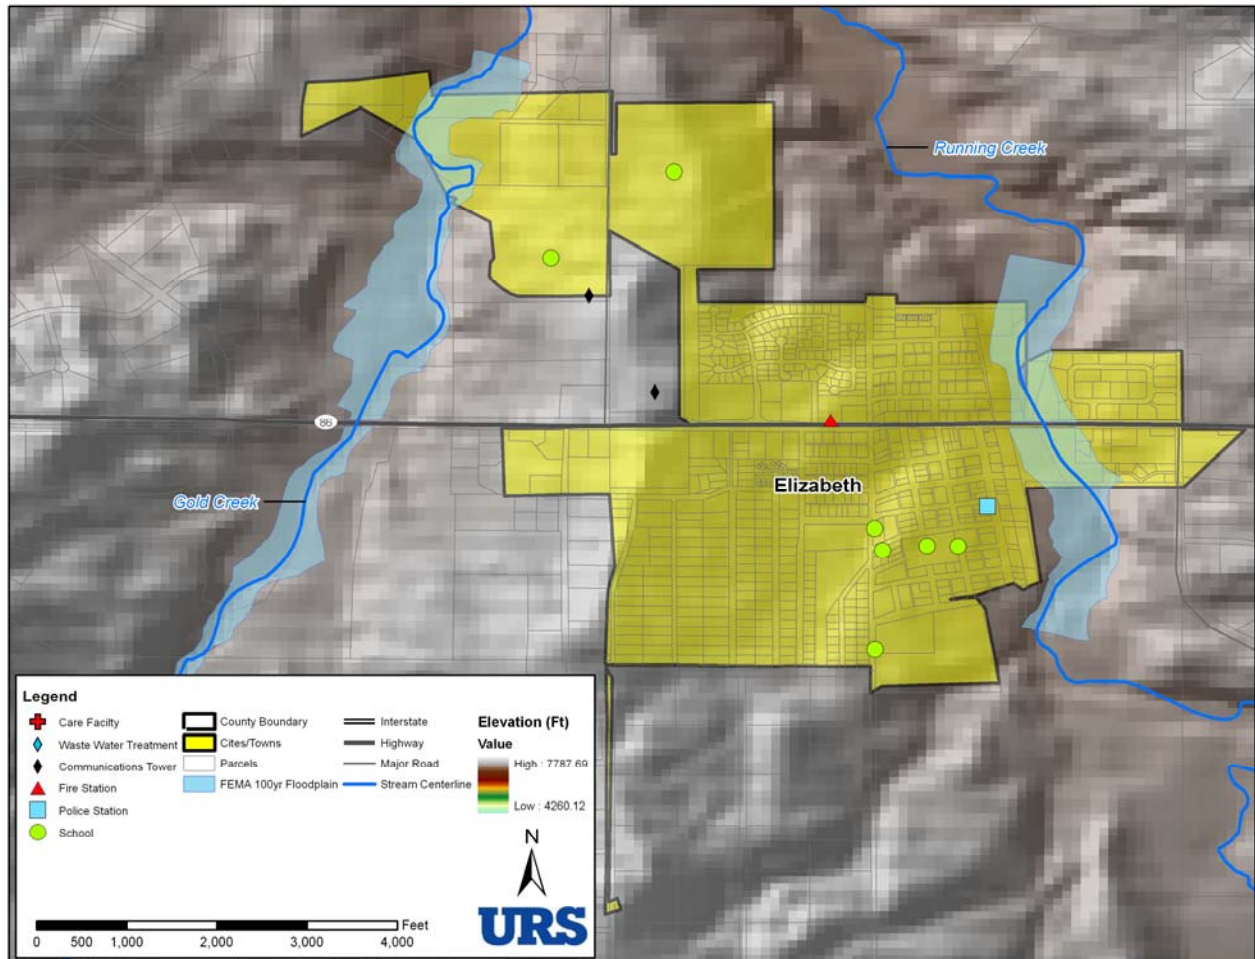 Running Creek
86
Elizabeth
Gold Creek
Legend
Care Facilty
Waste Water Treatment
Communications Tower
Fire Station
Police Station
School
County Boundary
Cites/Towns
Parcels
FEMA 100yr Floodplain
Interstate
Highway
Major Road
Stream Centerline
Elevation (Ft)
Value
High : 7787.69
Low : 4260.12
N
URS
Feet
0 500 1,000 2,000 3,000 4,000